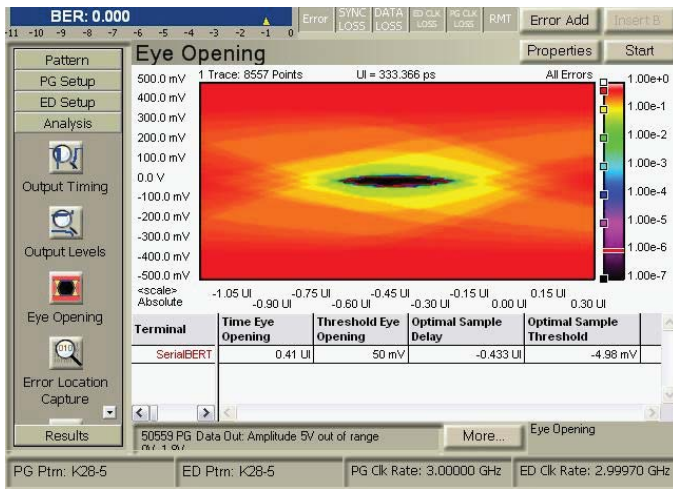 BER: 0.000
-11 -10 -9 -8 -7 -6 -5 -4 -3 -2 -1 0
Error
SYNC LOSS
DATA LOSS
ED CLK LOSS
PG CLK LOSS
RMT
Error Add
Insert B
Pattern
PG Setup
ED Setup
Analysis
Output Timing
Output Levels
Eye Opening
Error Location
Capture
Results
Eye Opening
Properties
Start
1 Trace: 8557 Points
UI = 333.366 ps
All Errors
500.0 mV
400.0 mV
300.0 mV
200.0 mV
100.0 mV
0.0 V
-100.0 mV
-200.0 mV
-300.0 mV
-400.0 mV
-500.0 mV
1.00e+0
1.00e-1
1.00e-2
1.00e-3
1.00e-4
1.00e-5
1.00e-6
1.00e-7
<scale>
Absolute
-1.05 UI -0.75 UI -0.45 UI -0.15 UI 0.15 UI
-0.90 UI -0.60 UI -0.30 UI 0.00 UI 0.30 UI
Terminal
Time Eye Opening
Threshold Eye Opening
Optimal Sample Delay
Optimal Sample Threshold
SerialBERT 0.41 UI 50 mV -0.433 UI -4.98 mV
50559 PG Data Out: Amplitude 5V out of range
More...
Eye Opening
PG Ptrn: K28-5
ED Ptrn: K28-5
PG Clk Rate: 3.00000 GHz
ED Clk Rate: 2.99970 GHz